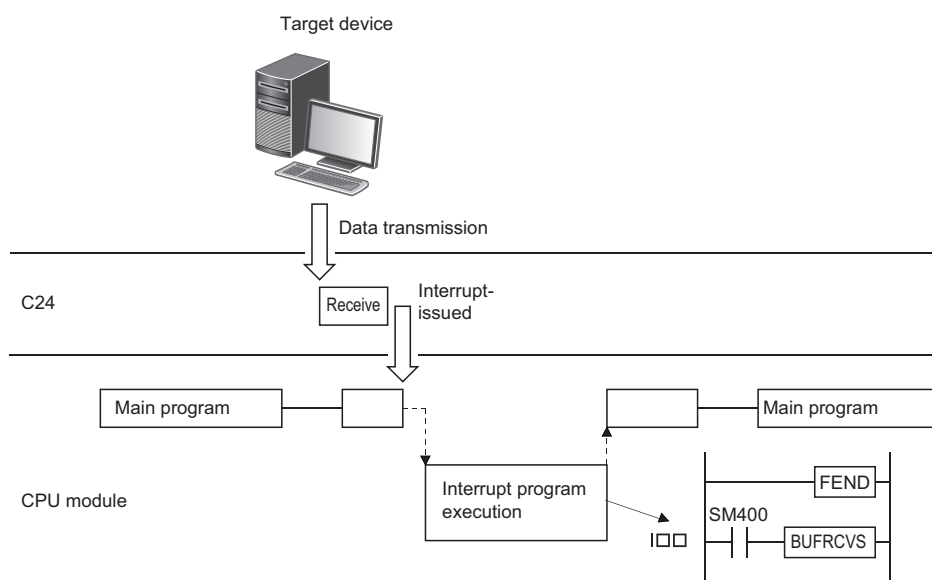 Target device
Data transmission
C24
Receive
Interrupt-
issued
Main program
Main program
CPU module
Interrupt program
execution
FEND
SM400
I□□
BUFRCVS